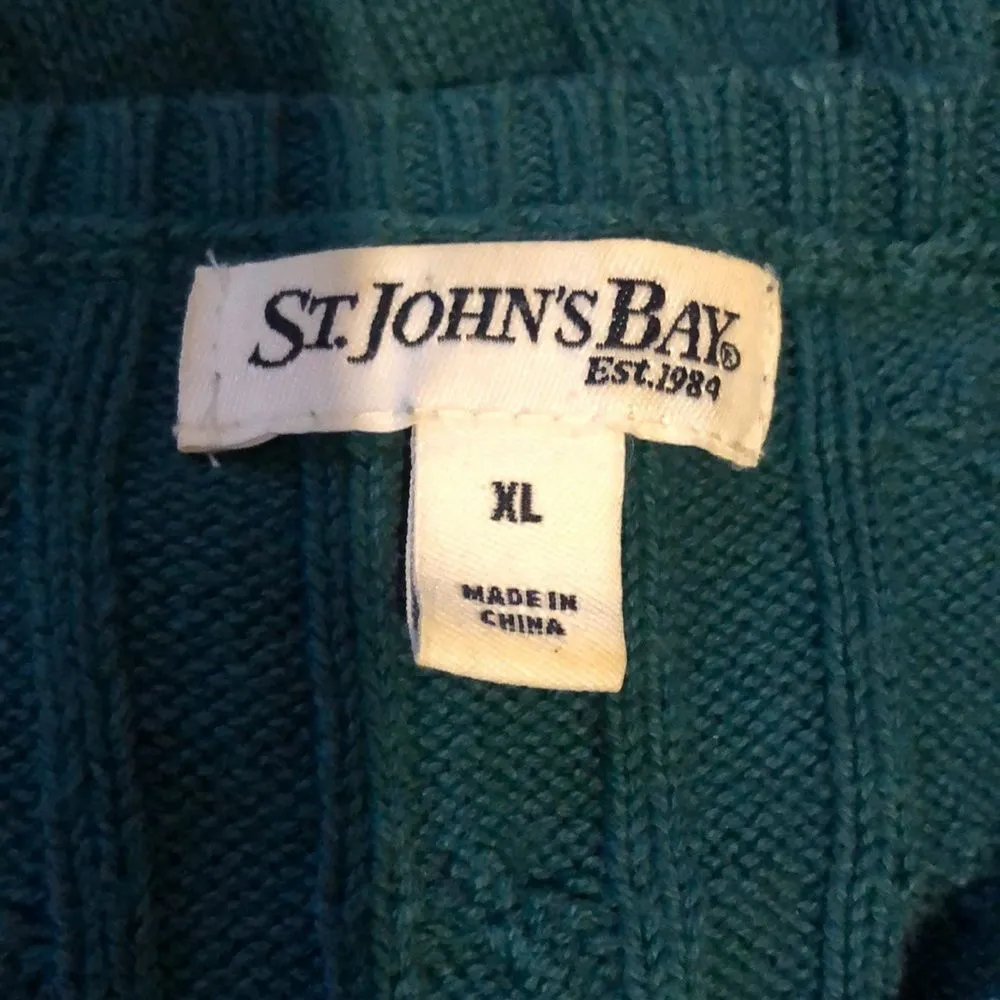 ST. JOHN'S BAY®
EST. 1984
XL
MADE IN
CHINA